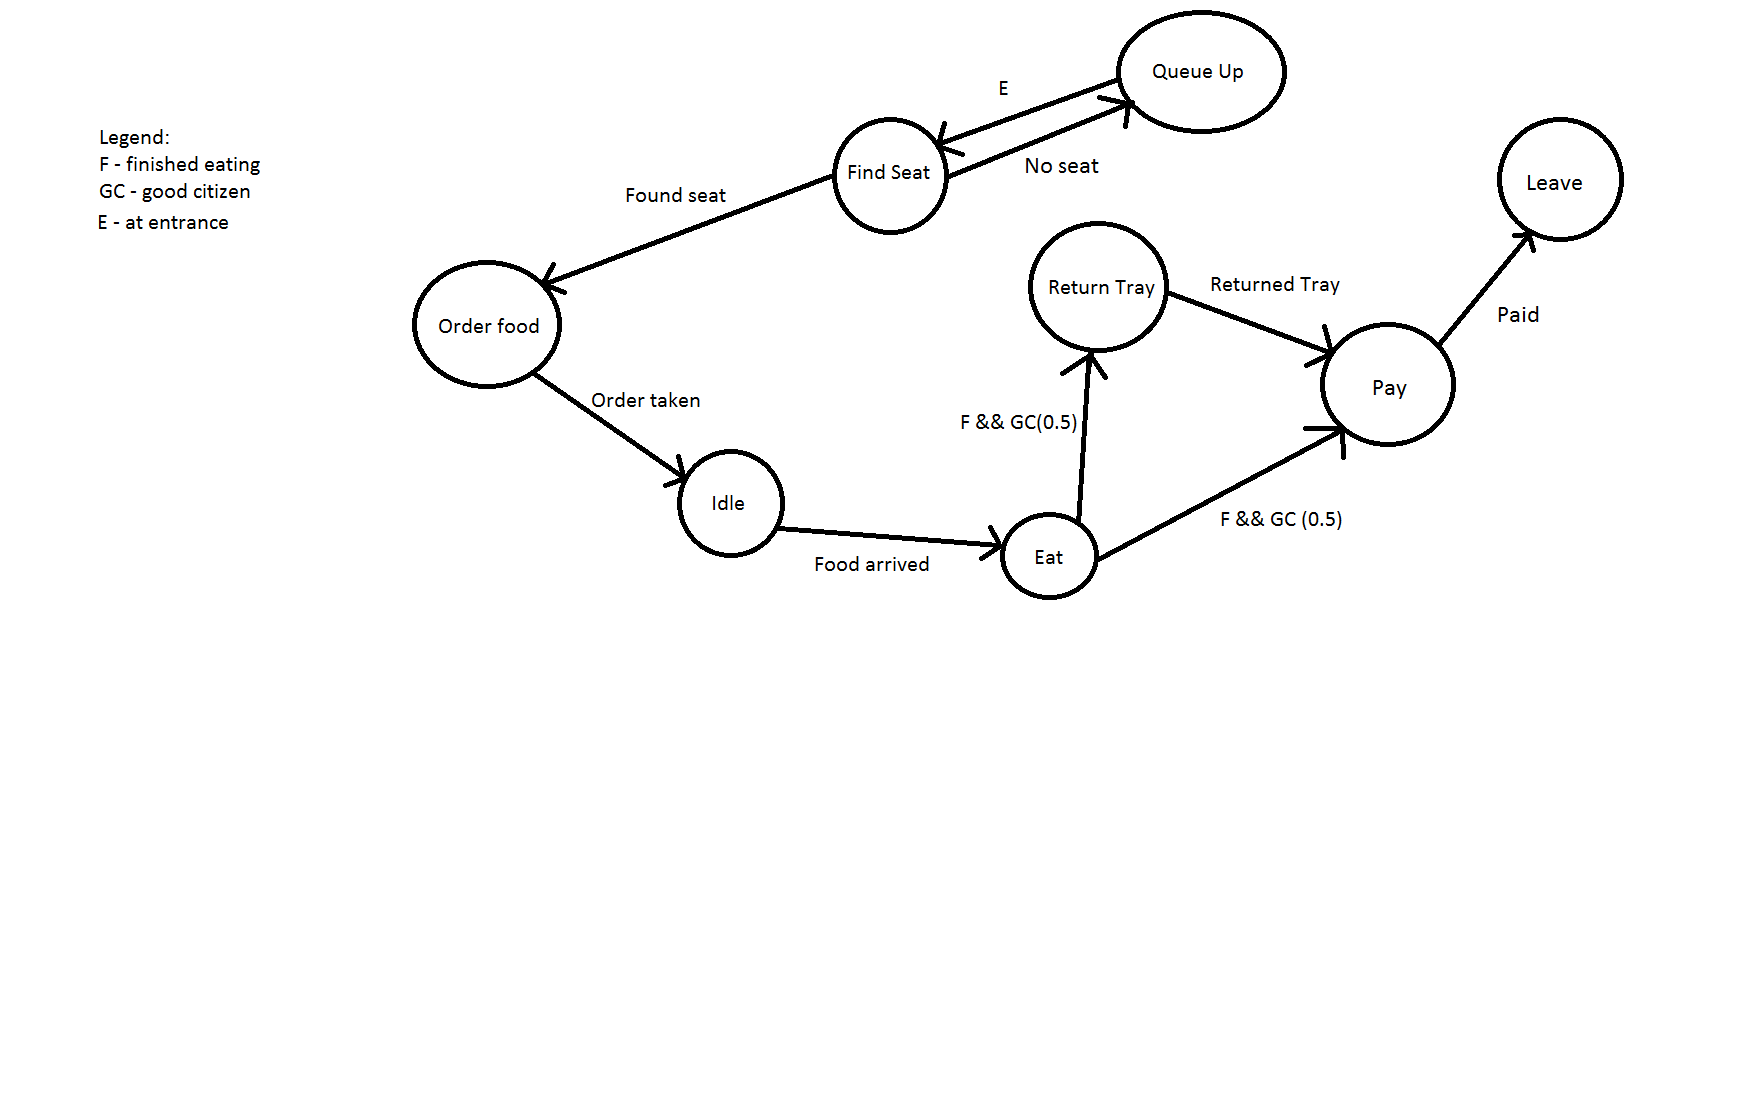 Queue Up
E
Legend:
F - finished eating
GC - good citizen
E - at entrance
Find Seat
No seat
Found seat
Leave
Return Tray
Returned Tray
Paid
Order food
Pay
Order taken
F && GC(0.5)
Idle
F && GC (0.5)
Food arrived
Eat